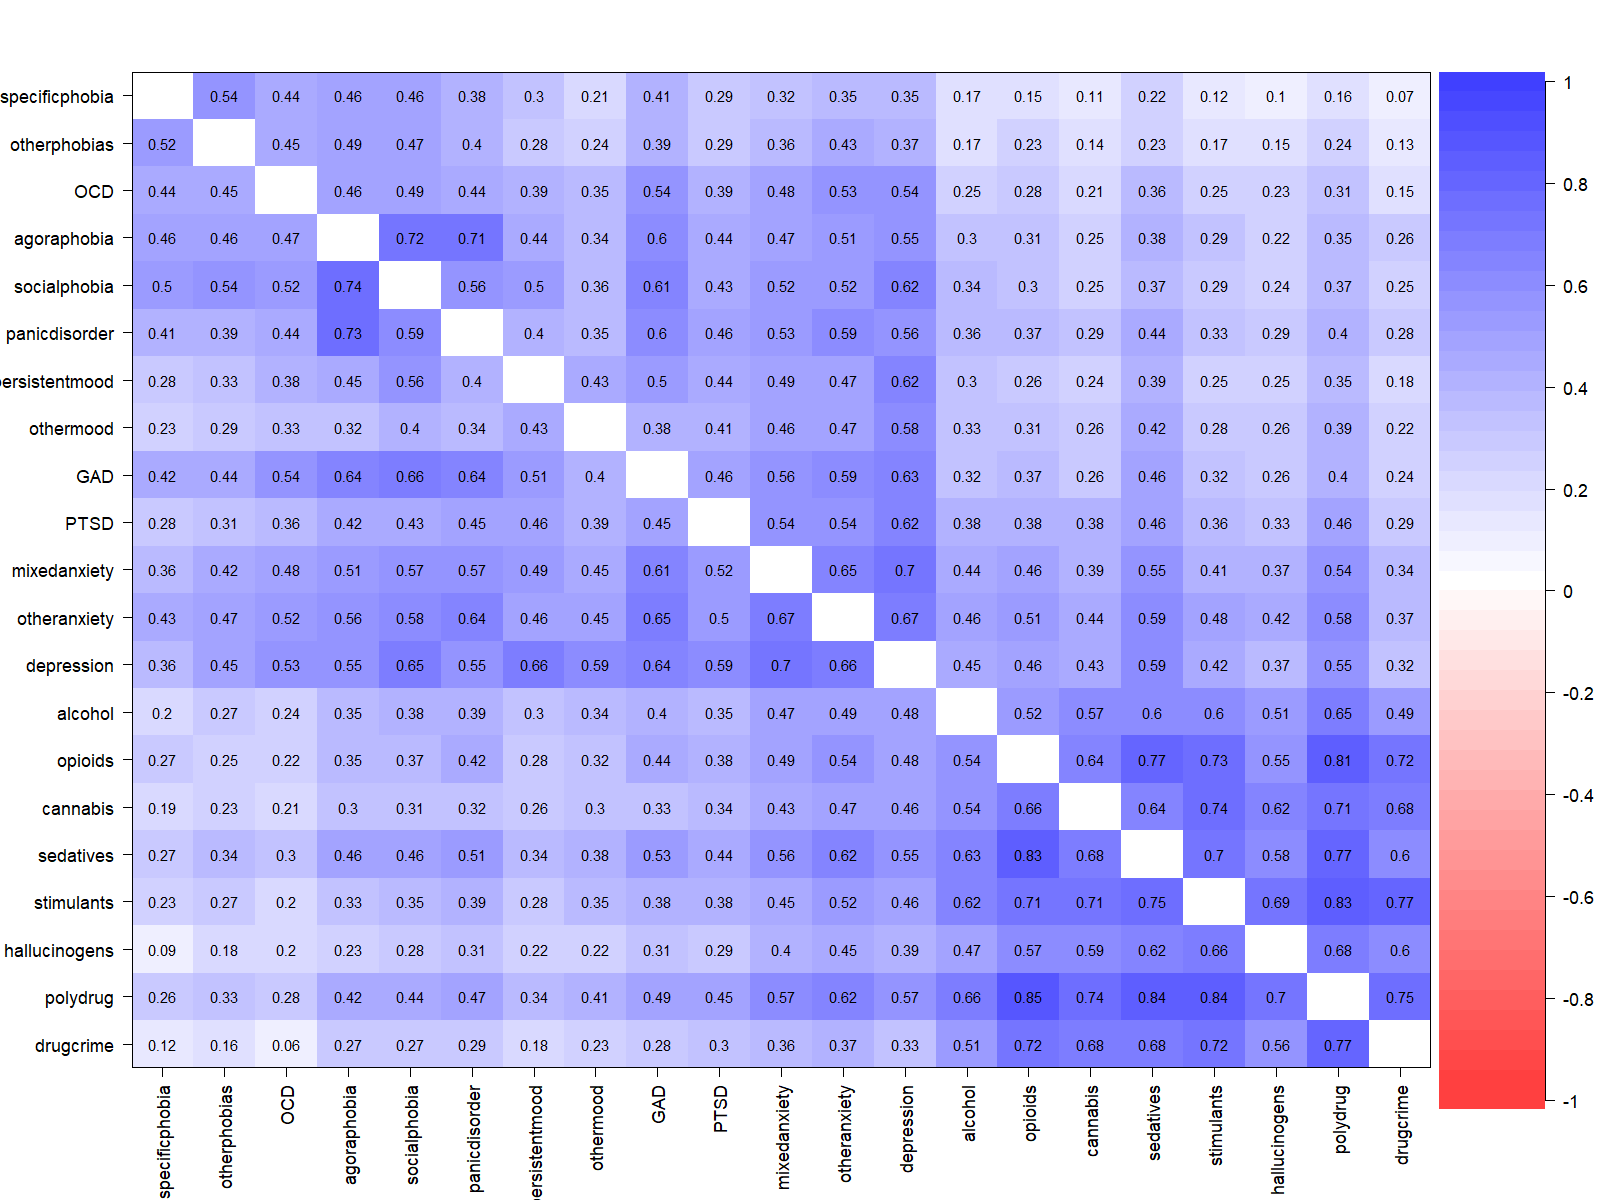 specificphobia 0.54 0.44 0.46 0.46 0.38 0.3 0.21 0.41 0.29 0.32 0.35 0.35 0.17 0.15 0.11 0.22 0.12 0.1 0.16 0.07
otherphobias 0.52 0.45 0.49 0.47 0.4 0.28 0.24 0.39 0.29 0.36 0.43 0.37 0.17 0.23 0.14 0.23 0.17 0.15 0.24 0.13
OCD 0.44 0.45 0.46 0.49 0.44 0.39 0.35 0.54 0.39 0.48 0.53 0.54 0.25 0.28 0.21 0.36 0.25 0.23 0.31 0.15
agoraphobia 0.46 0.46 0.47 0.72 0.71 0.44 0.34 0.6 0.44 0.47 0.51 0.55 0.3 0.31 0.25 0.38 0.29 0.22 0.35 0.26
socialphobia 0.5 0.54 0.52 0.74 0.56 0.5 0.36 0.61 0.43 0.52 0.52 0.62 0.34 0.3 0.25 0.37 0.29 0.24 0.37 0.25
panicdisorder 0.41 0.39 0.44 0.73 0.59 0.4 0.35 0.6 0.46 0.53 0.59 0.56 0.36 0.37 0.29 0.44 0.33 0.29 0.4 0.28
ersistentmood 0.28 0.33 0.38 0.45 0.56 0.4 0.43 0.5 0.44 0.49 0.47 0.62 0.3 0.26 0.24 0.39 0.25 0.25 0.35 0.18
othermood 0.23 0.29 0.33 0.32 0.4 0.34 0.43 0.38 0.41 0.46 0.47 0.58 0.33 0.31 0.26 0.42 0.28 0.26 0.39 0.22
GAD 0.42 0.44 0.54 0.64 0.66 0.64 0.51 0.4 0.46 0.56 0.59 0.63 0.32 0.37 0.26 0.46 0.32 0.26 0.4 0.24
PTSD 0.28 0.31 0.36 0.42 0.43 0.45 0.46 0.39 0.45 0.54 0.54 0.62 0.38 0.38 0.38 0.46 0.36 0.33 0.46 0.29
mixedanxiety 0.36 0.42 0.48 0.51 0.57 0.57 0.49 0.45 0.61 0.52 0.65 0.7 0.44 0.46 0.39 0.55 0.41 0.37 0.54 0.34
otheranxiety 0.43 0.47 0.52 0.56 0.58 0.64 0.46 0.45 0.65 0.5 0.67 0.67 0.46 0.51 0.44 0.59 0.48 0.42 0.58 0.37
depression 0.36 0.45 0.53 0.55 0.65 0.55 0.66 0.59 0.64 0.59 0.7 0.66 0.45 0.46 0.43 0.59 0.42 0.37 0.55 0.32
alcohol 0.2 0.27 0.24 0.35 0.38 0.39 0.3 0.34 0.4 0.35 0.47 0.49 0.48 0.52 0.57 0.6 0.6 0.51 0.65 0.49
opioids 0.27 0.25 0.22 0.35 0.37 0.42 0.28 0.32 0.44 0.38 0.49 0.54 0.48 0.54 0.64 0.77 0.73 0.55 0.81 0.72
cannabis 0.19 0.23 0.21 0.3 0.31 0.32 0.26 0.3 0.33 0.34 0.43 0.47 0.46 0.54 0.66 0.64 0.74 0.62 0.71 0.68
sedatives 0.27 0.34 0.3 0.46 0.46 0.51 0.34 0.38 0.53 0.44 0.56 0.62 0.55 0.63 0.83 0.68 0.7 0.58 0.77 0.6
stimulants 0.23 0.27 0.2 0.33 0.35 0.39 0.28 0.35 0.38 0.38 0.45 0.52 0.46 0.62 0.71 0.71 0.75 0.69 0.83 0.77
hallucinogens 0.09 0.18 0.2 0.23 0.28 0.31 0.22 0.22 0.31 0.29 0.4 0.45 0.39 0.47 0.57 0.59 0.62 0.66 0.68 0.6
polydrug 0.26 0.33 0.28 0.42 0.44 0.47 0.34 0.41 0.49 0.45 0.57 0.62 0.57 0.66 0.85 0.74 0.84 0.84 0.7 0.75
drugcrime 0.12 0.16 0.06 0.27 0.27 0.29 0.18 0.23 0.28 0.3 0.36 0.37 0.33 0.51 0.72 0.68 0.68 0.72 0.56 0.77
specificphobia
otherphobias
OCD
agoraphobia
socialphobia
panicdisorder
ersistentmood
othermood
GAD
PTSD
mixedanxiety
otheranxiety
depression
alcohol
opioids
cannabis
sedatives
stimulants
hallucinogens
polydrug
drugcrime
1
0.8
0.6
0.4
0.2
0
-0.2
-0.4
-0.6
-0.8
-1